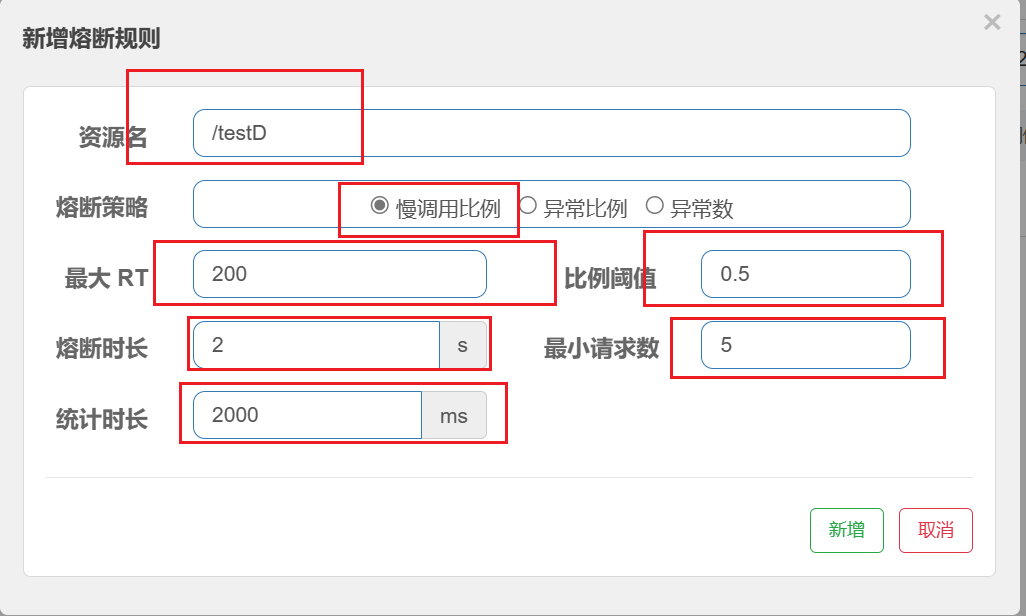 新增熔断规则
×
资源名 /testD
熔断策略 慢调用比例 异常比例 异常数
最大 RT 200 比例阈值 0.5
熔断时长 2 s 最小请求数 5
统计时长 2000 ms
新增 取消